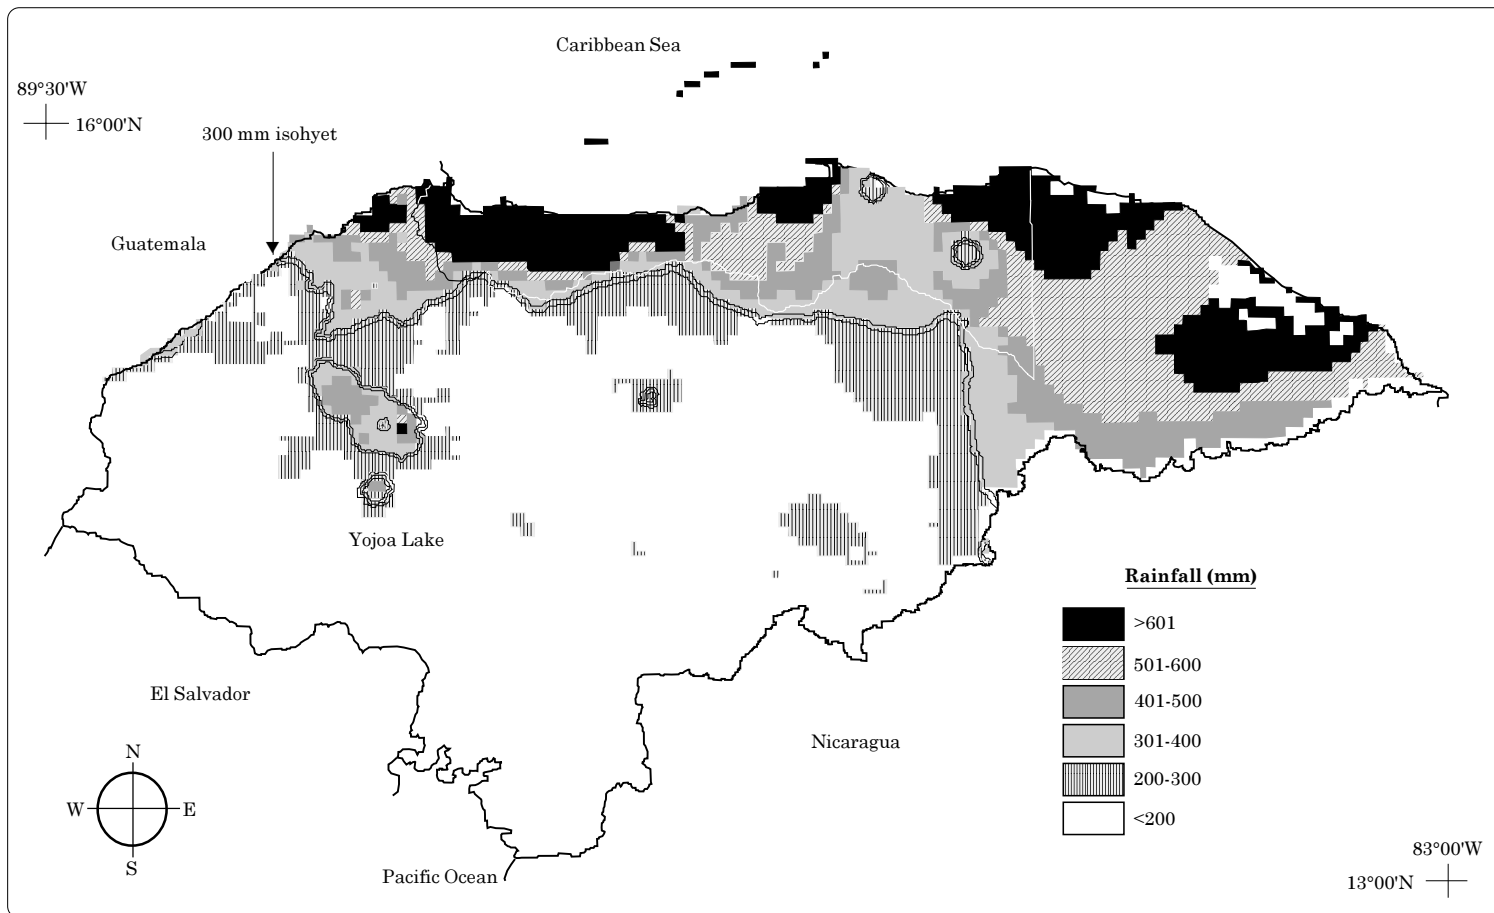 Caribbean Sea
89°30'W
16°00'N
300 mm isohyet
Guatemala
Yojoa Lake
Rainfall (mm)
>601
501-600
401-500
301-400
200-300
<200
El Salvador
Nicaragua
N
W
E
S
Pacific Ocean
83°00'W
13°00'N